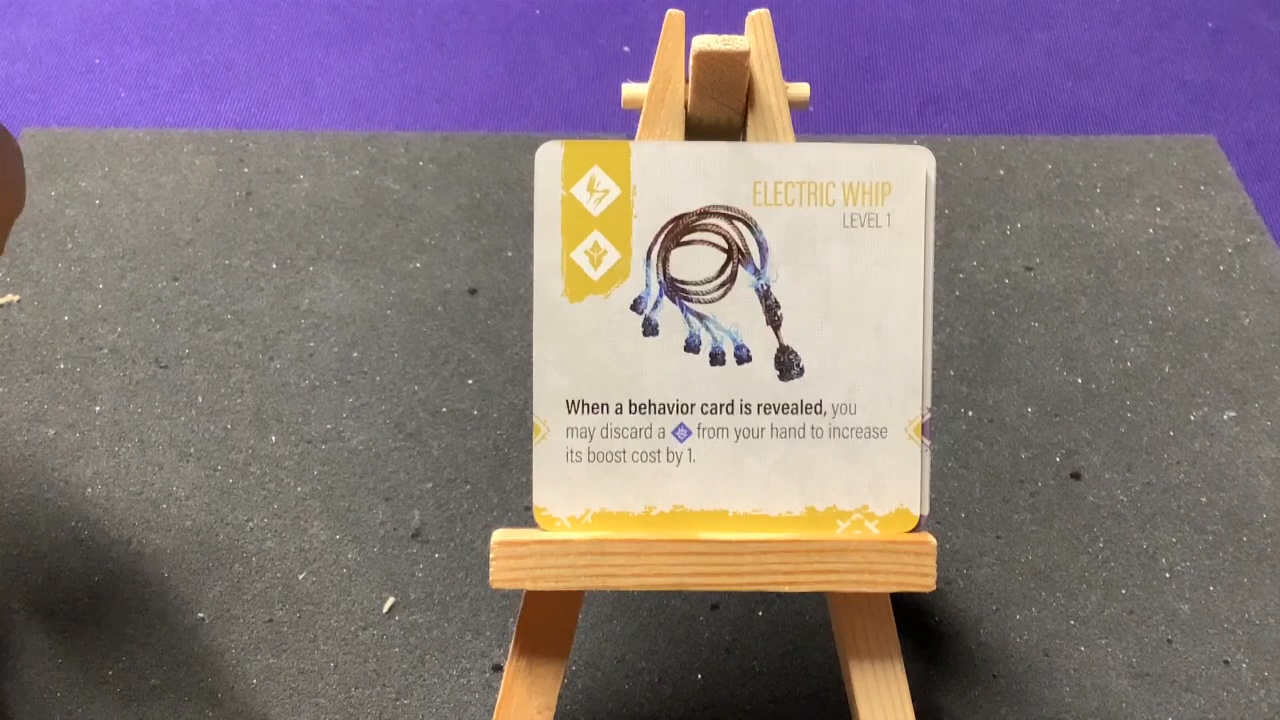 ELECTRIC WHIP
LEVEL 1
When a behavior card is revealed, you
may discard a from your hand to increase
its boost cost by 1.